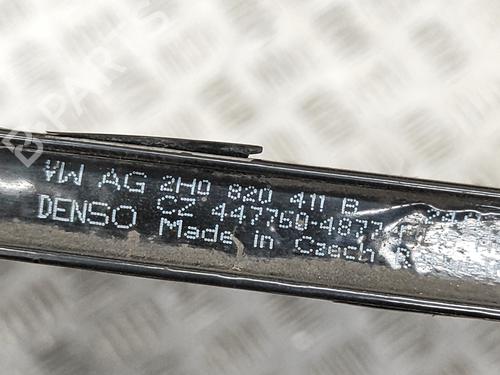 VW AG 2H0 820 411 B
DENSO CZ 447760-4877
Made in Czech